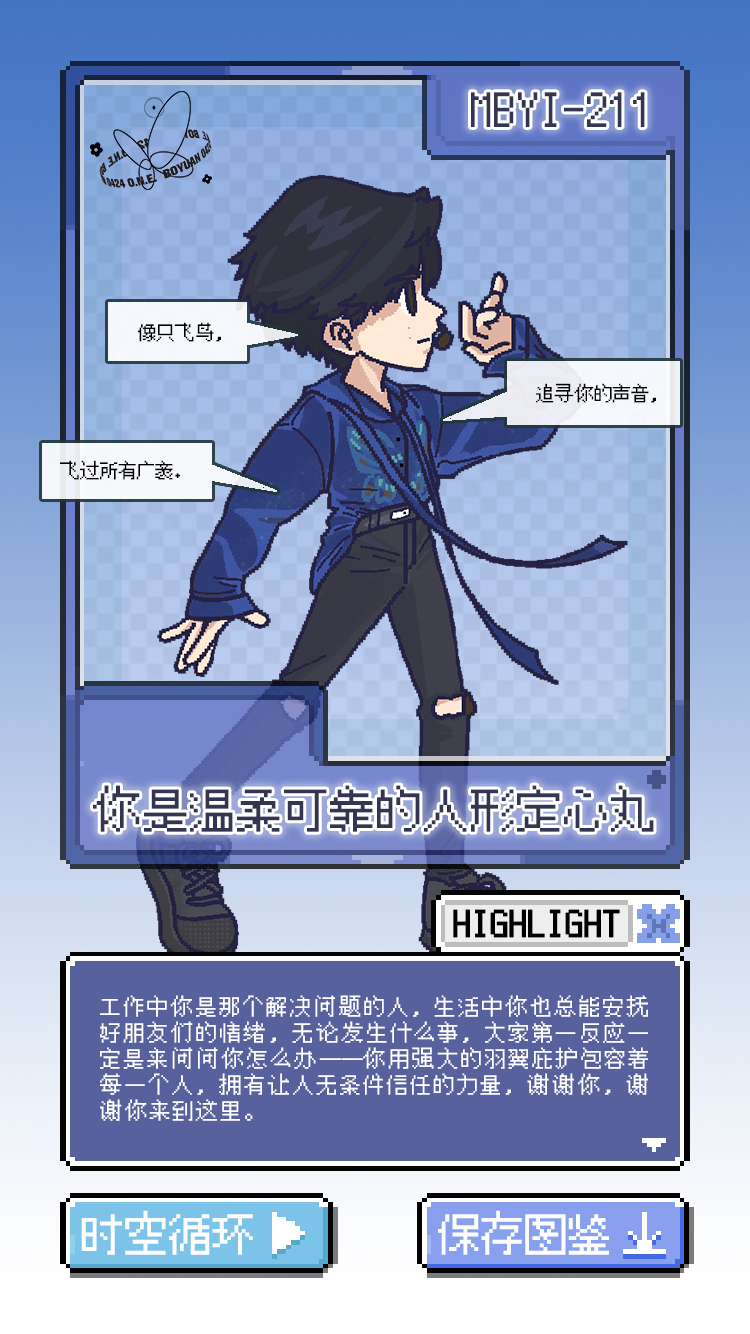 MBYI-211
0424 O.N.E. BOYUAN
像只飞鸟，
追寻你的声音，
飞过所有广袤。
你是温柔可靠的人形定心丸
HIGHLIGHT
工作中你是那个解决问题的人，生活中你也总能安抚
好朋友们的情绪，无论发生什么事，大家第一反应一
定是来问问你怎么办——你用强大的羽翼庇护包容着
每一个人，拥有让人无条件信任的力量，谢谢你，谢
谢你来到这里。
时空循环
保存图鉴